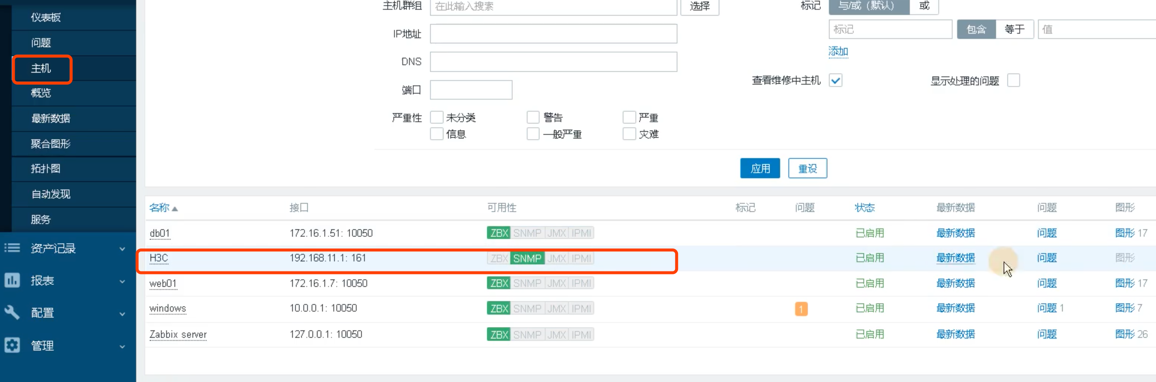 仪表板
问题
主机
概览
最新数据
聚合图形
拓扑图
自动发现
服务
资产记录
报表
配置
管理
主机群组 在此输入搜素 选择
IP地址
DNS
端口
严重性 未分类 警告 严重
信息 一般严重 灾难
标记 与/或（默认） 或
标记 包含 等于 值
添加
查看维修中主机 显示处理的问题
应用 重设
名称 接口 可用性 标记 问题 状态 最新数据 问题 图形
db01 172.16.1.51: 10050 ZBX SNMP JMX IPMI 已启用 最新数据 问题 图形 17
H3C 192.168.11.1: 161 ZBX SNMP JMX IPMI 已启用 最新数据 问题 图形
web01 172.16.1.7: 10050 ZBX SNMP JMX IPMI 已启用 最新数据 问题 图形 17
windows 10.0.0.1: 10050 ZBX SNMP JMX IPMI 1 已启用 最新数据 问题 1 图形 7
Zabbix server 127.0.0.1: 10050 ZBX SNMP JMX IPMI 已启用 最新数据 问题 图形 26